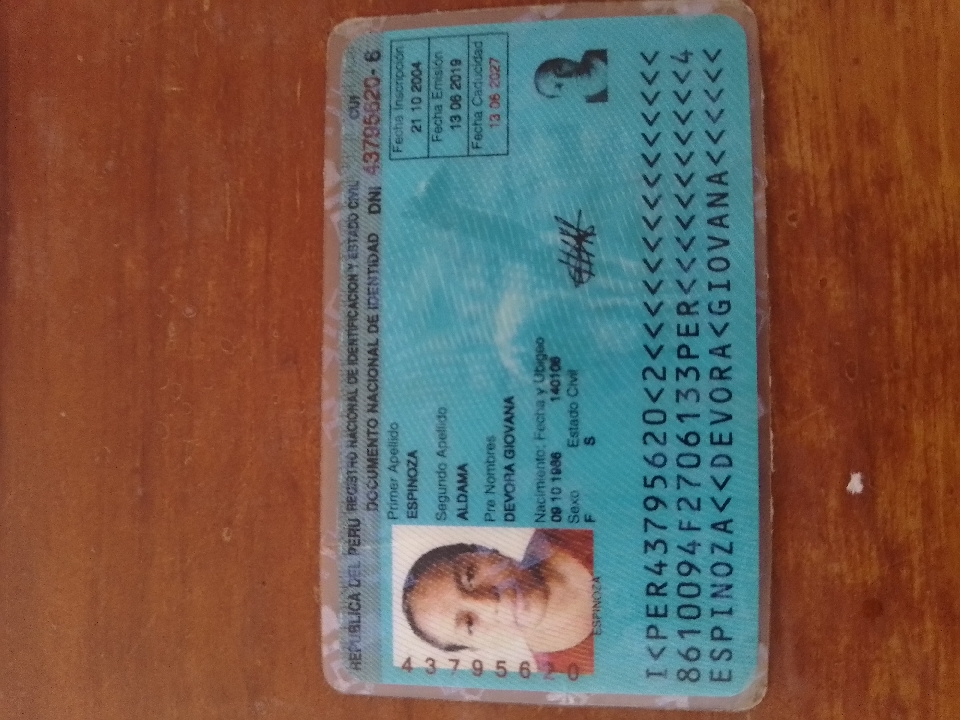 REPUBLICA DEL PERU REGISTRO NACIONAL DE IDENTIFICACION Y ESTADO CIVIL CUI
DOCUMENTO NACIONAL DE IDENTIDAD DNI 43795620-6
Primer Apellido
ESPINOZA
Segundo Apellido
ALDAMA
Pre Nombres
DEVORA GIOVANA
Nacimiento: Fecha y Ubigeo
09 10 1986 140106
Sexo Estado Civil
F S
Fecha Inscripción
21 10 2004
Fecha Emisión
13 06 2019
Fecha Caducidad
13 06 2027
43795620
ESPINOZA
I<PER43795620<2<<<<<<<<<<<<<<<
8610094F2706133PER<<<<<<<<<<<4
ESPINOZA<<DEVORA<GIOVANA<<<<<<